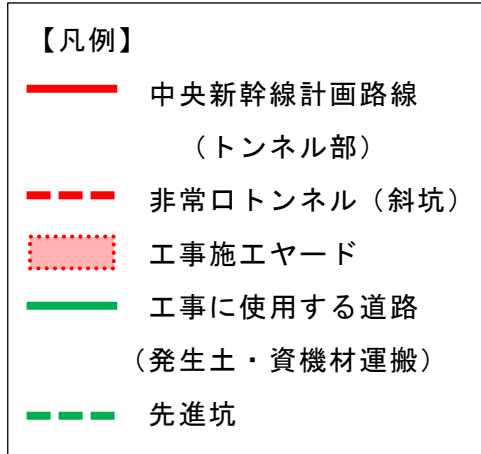 【凡例】
中央新幹線計画路線
（トンネル部）
非常口トンネル（斜坑）
工事施工ヤード
工事に使用する道路
（発生土・資機材運搬）
先進坑